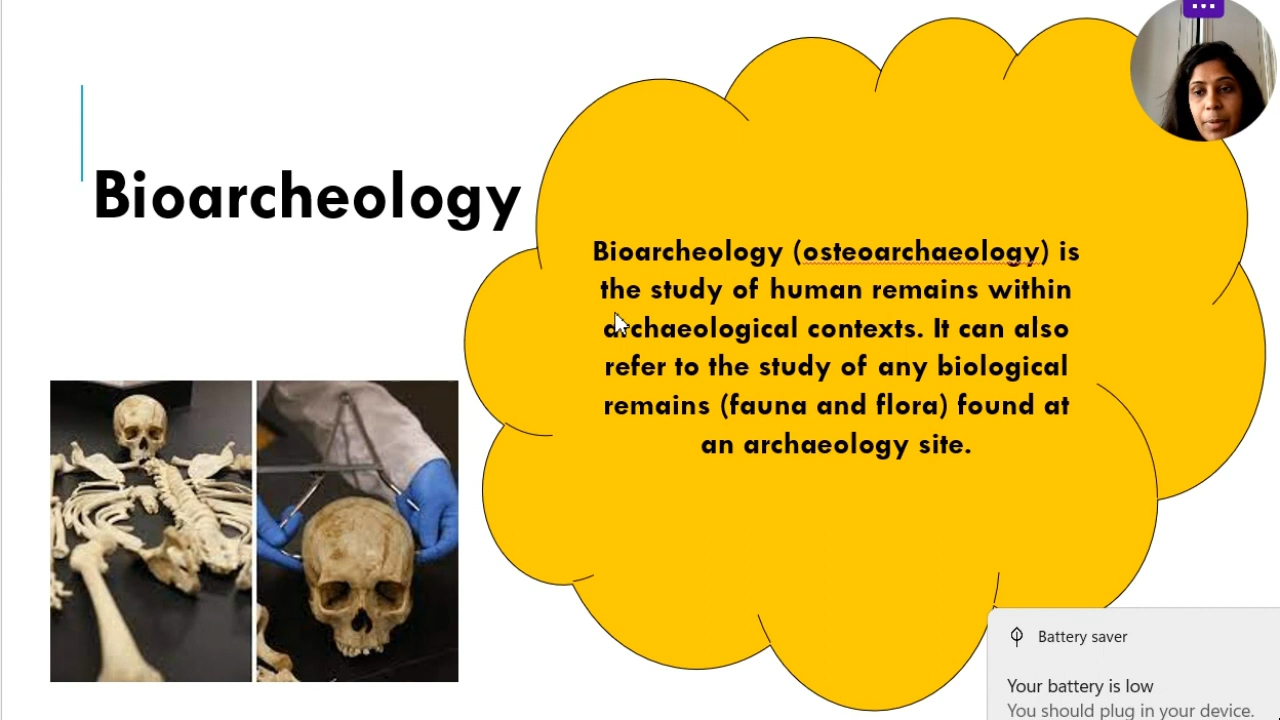 Bioarcheology
Bioarcheology (osteoarchaeology) is
the study of human remains within
archaeological contexts. It can also
refer to the study of any biological
remains (fauna and flora) found at
an archaeology site.
Battery saver
Your battery is low
You should plug in your device.